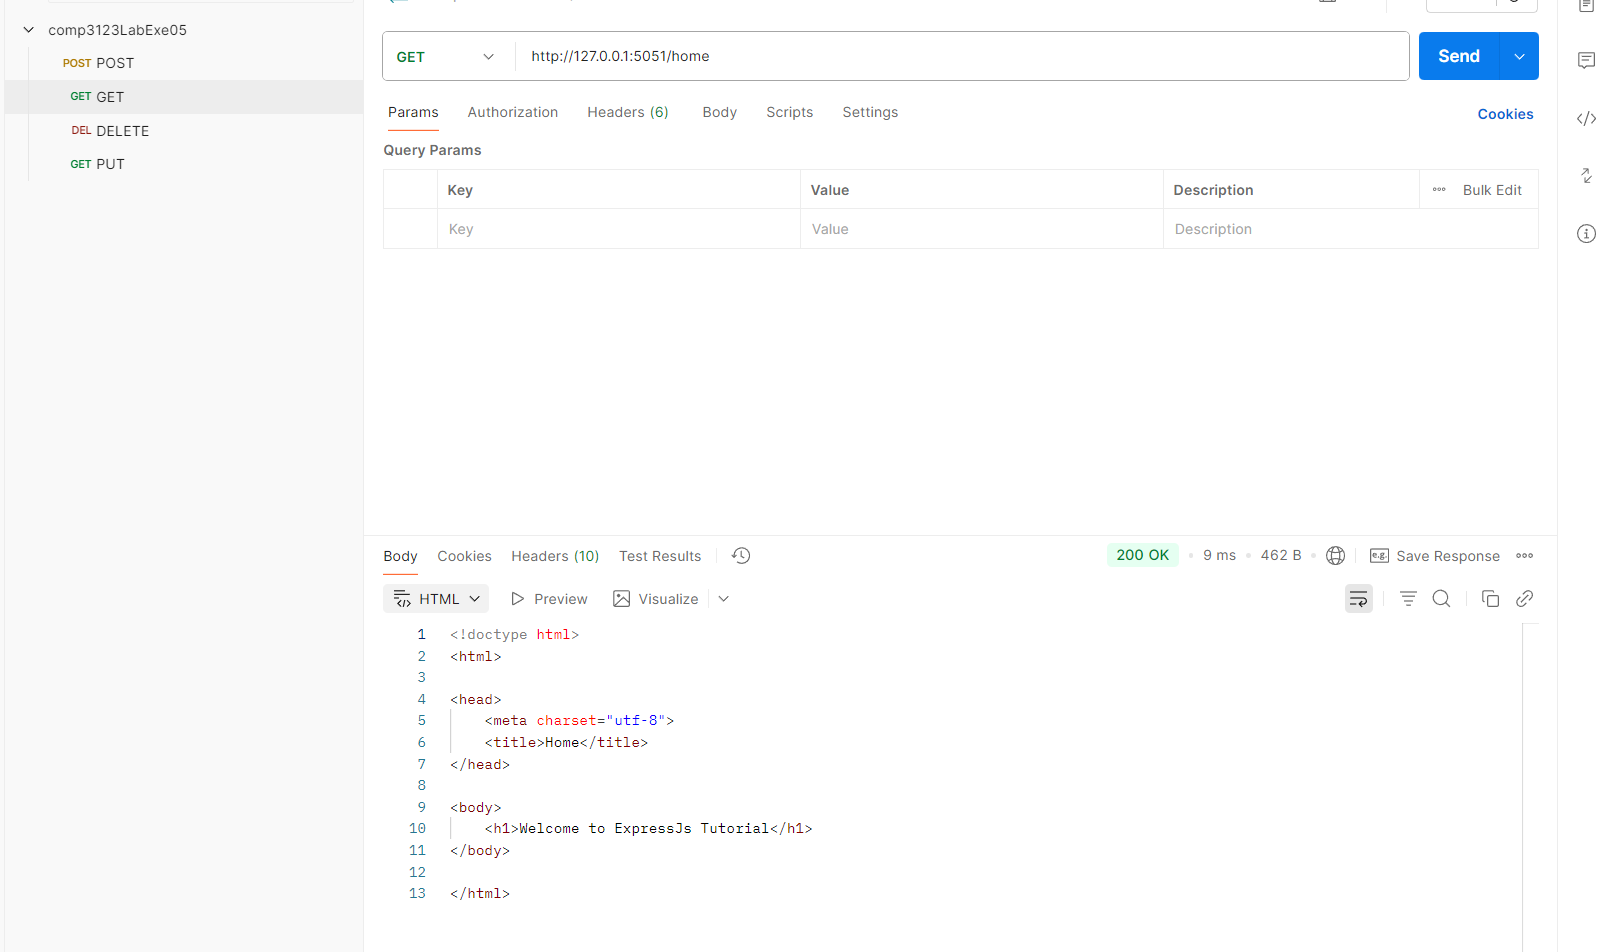 comp3123LabExe05
POST POST
GET GET
DEL DELETE
GET PUT
GET http://127.0.0.1:5051/home Send
Params Authorization Headers (6) Body Scripts Settings Cookies
Query Params
Key Value Description Bulk Edit
Key Value Description
Body Cookies Headers (10) Test Results 200 OK 9 ms 462 B e.g. Save Response
HTML Preview Visualize
1 <!doctype html>
2 <html>
3
4 <head>
5 <meta charset="utf-8">
6 <title>Home</title>
7 </head>
8
9 <body>
10 <h1>Welcome to ExpressJs Tutorial</h1>
11 </body>
12
13 </html>